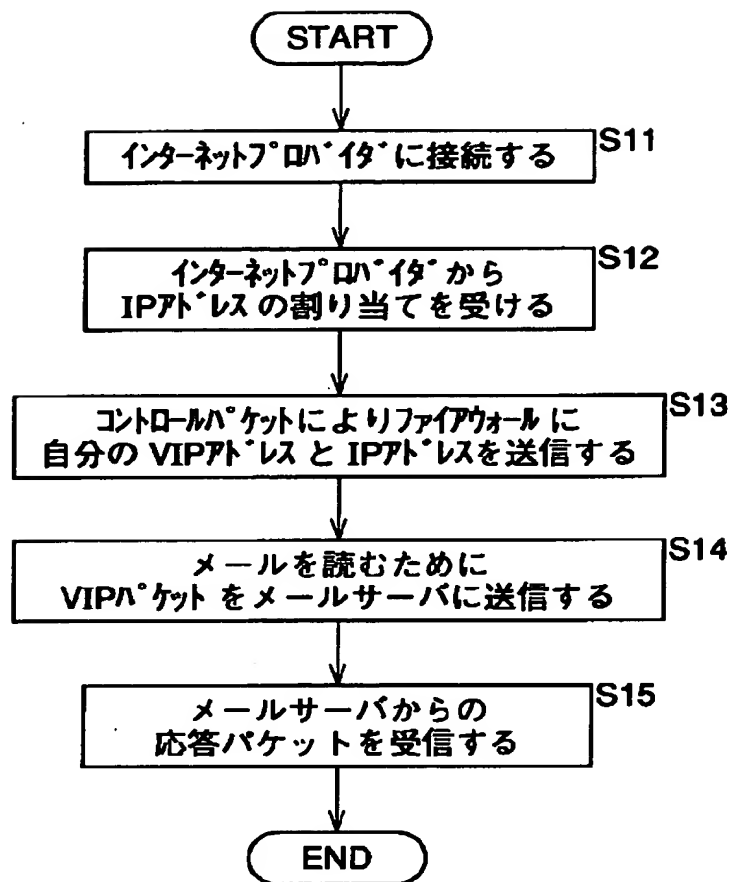 START
S11
インターネットプロバイダに接続する
S12
インターネットプロバイダから
IPアドレスの割り当てを受ける
S13
コントロールパケットによりファイアウォールに
自分のVIPアドレスとIPアドレスを送信する
S14
メールを読むために
VIPパケットをメールサーバに送信する
S15
メールサーバからの
応答パケットを受信する
END